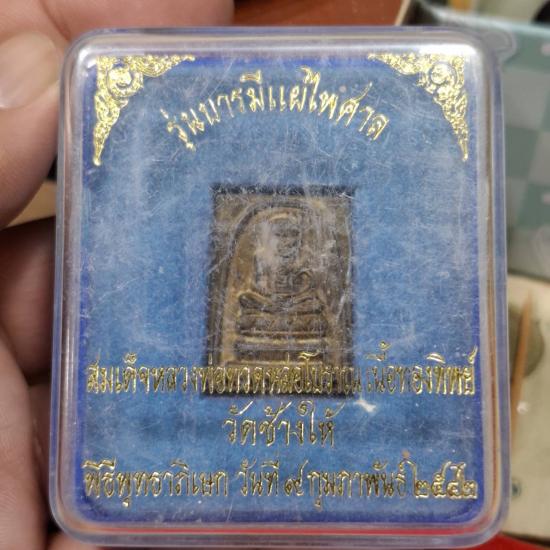 รุ่นบารมีแผ่ไพศาล
สมเด็จหลวงพ่อทวดหล่อโบราณ เนื้อทองทิพย์
วัดช้างให้
พิธีพุทธาภิเษก วันที่ ๑๙ กุมภาพันธ์ ๒๕๔๒